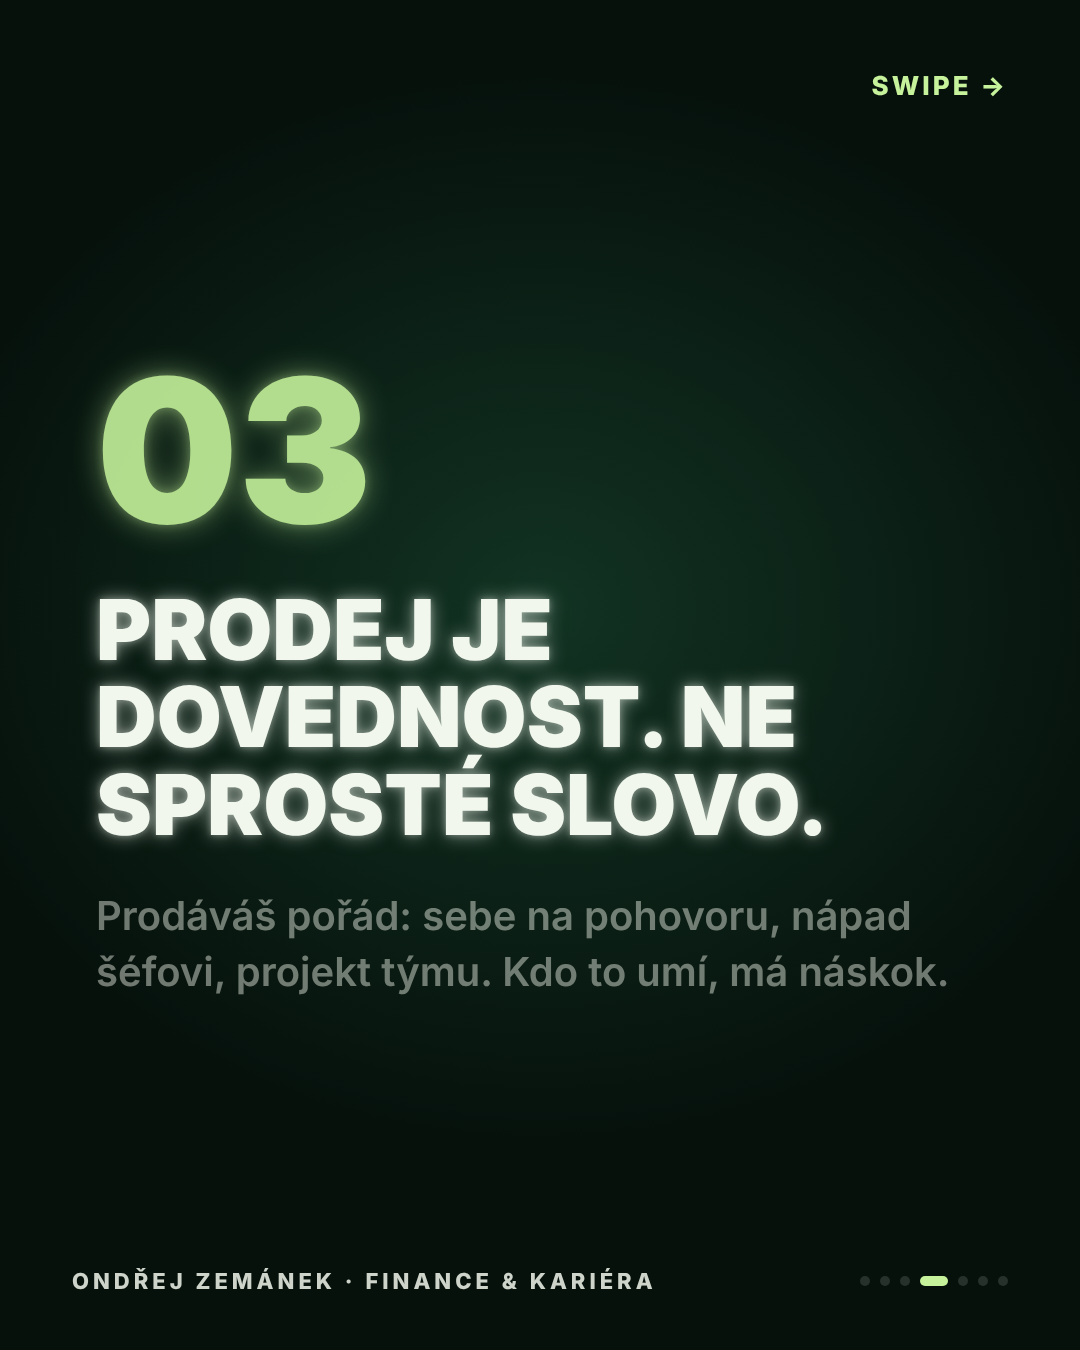 SWIPE →
03
PRODEJ JE
DOVEDNOST. NE
SPROSTÉ SLOVO.
Prodáváš pořád: sebe na pohovoru, nápad
šéfovi, projekt týmu. Kdo to umí, má náskok.
ONDŘEJ ZEMÁNEK · FINANCE & KARIÉRA